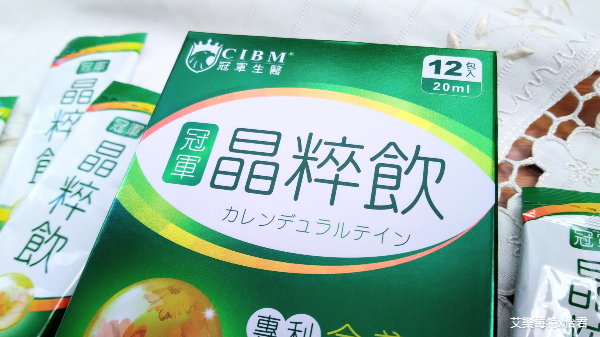 CIBM®
冠軍生醫
12包入
20ml
冠軍
晶粹飲
カレンデュラルテイン
專利
冠軍
晶粹飲
冠軍
晶粹飲
冠軍
晶粹